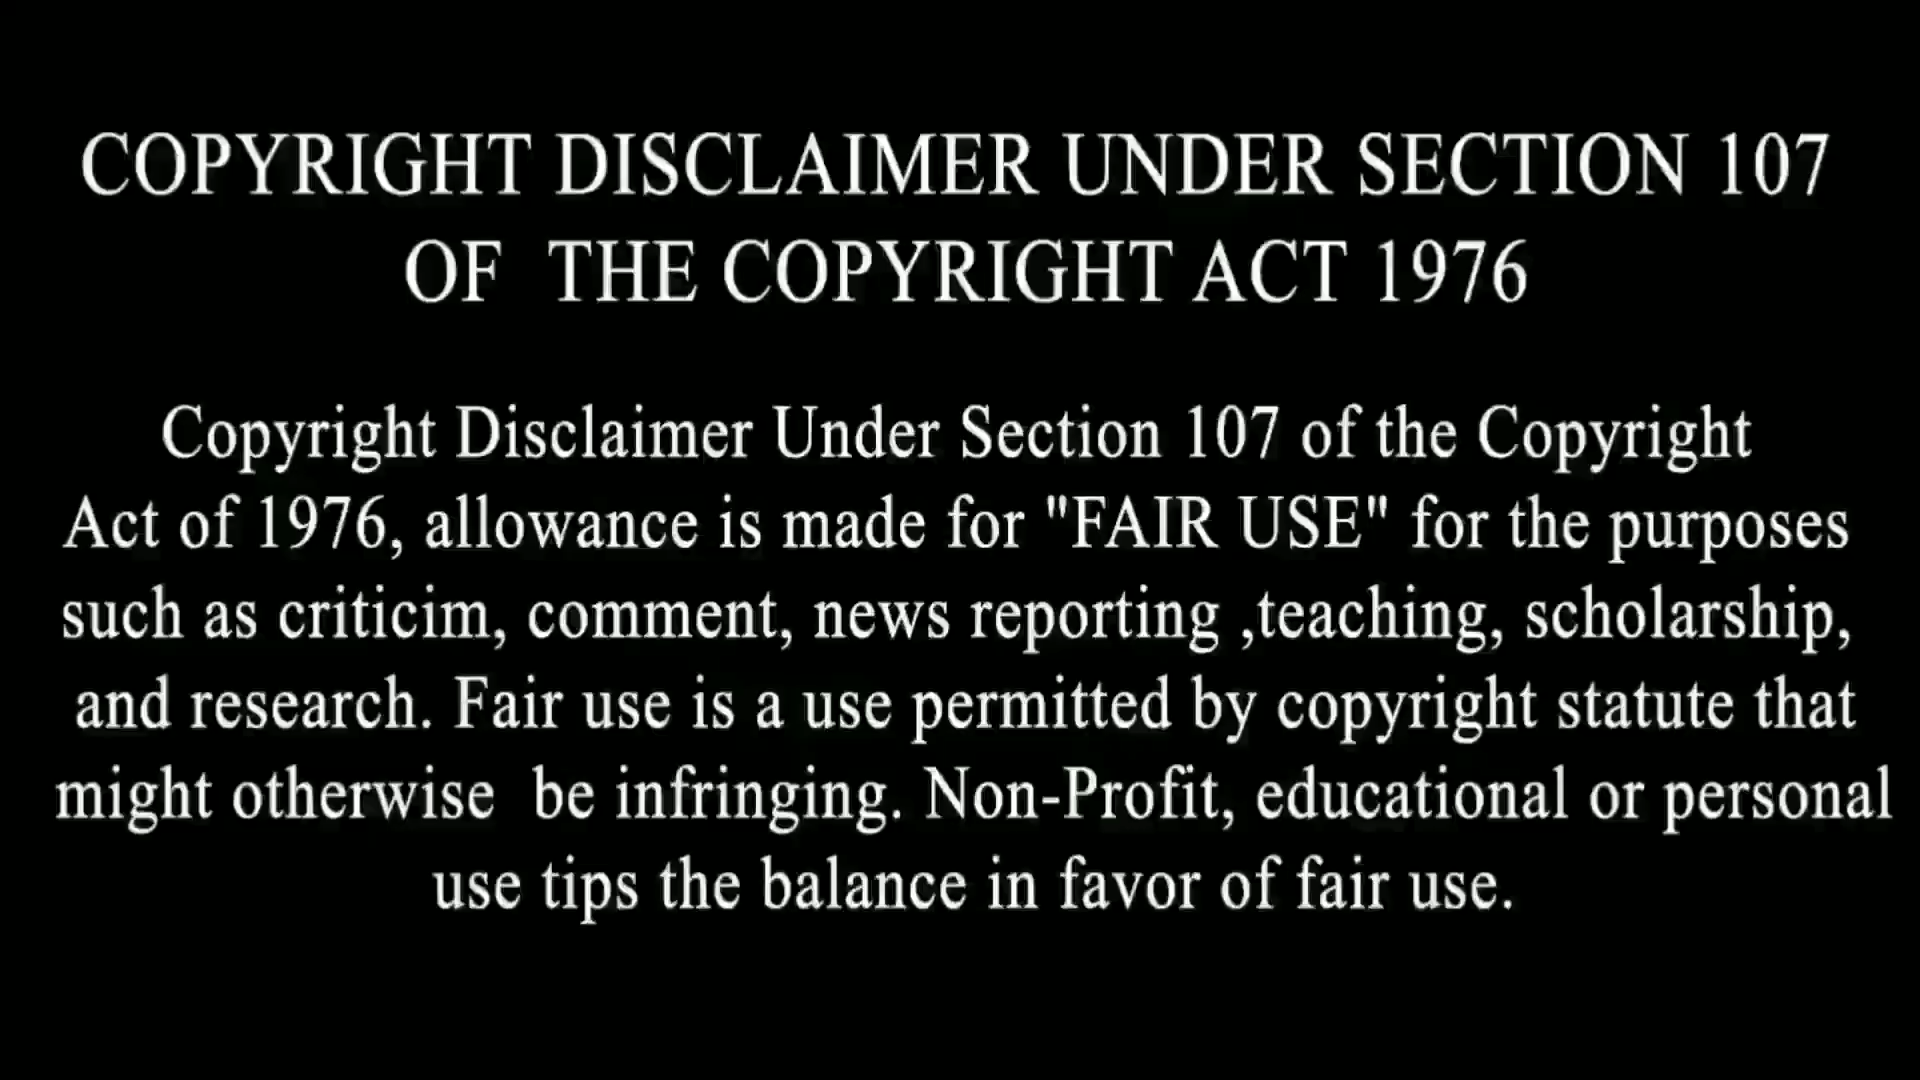 COPYRIGHT DISCLAIMER UNDER SECTION 107
OF THE COPYRIGHT ACT 1976
Copyright Disclaimer Under Section 107 of the Copyright
Act of 1976, allowance is made for "FAIR USE" for the purposes
such as criticim, comment, news reporting ,teaching, scholarship,
and research. Fair use is a use permitted by copyright statute that
might otherwise be infringing. Non-Profit, educational or personal
use tips the balance in favor of fair use.